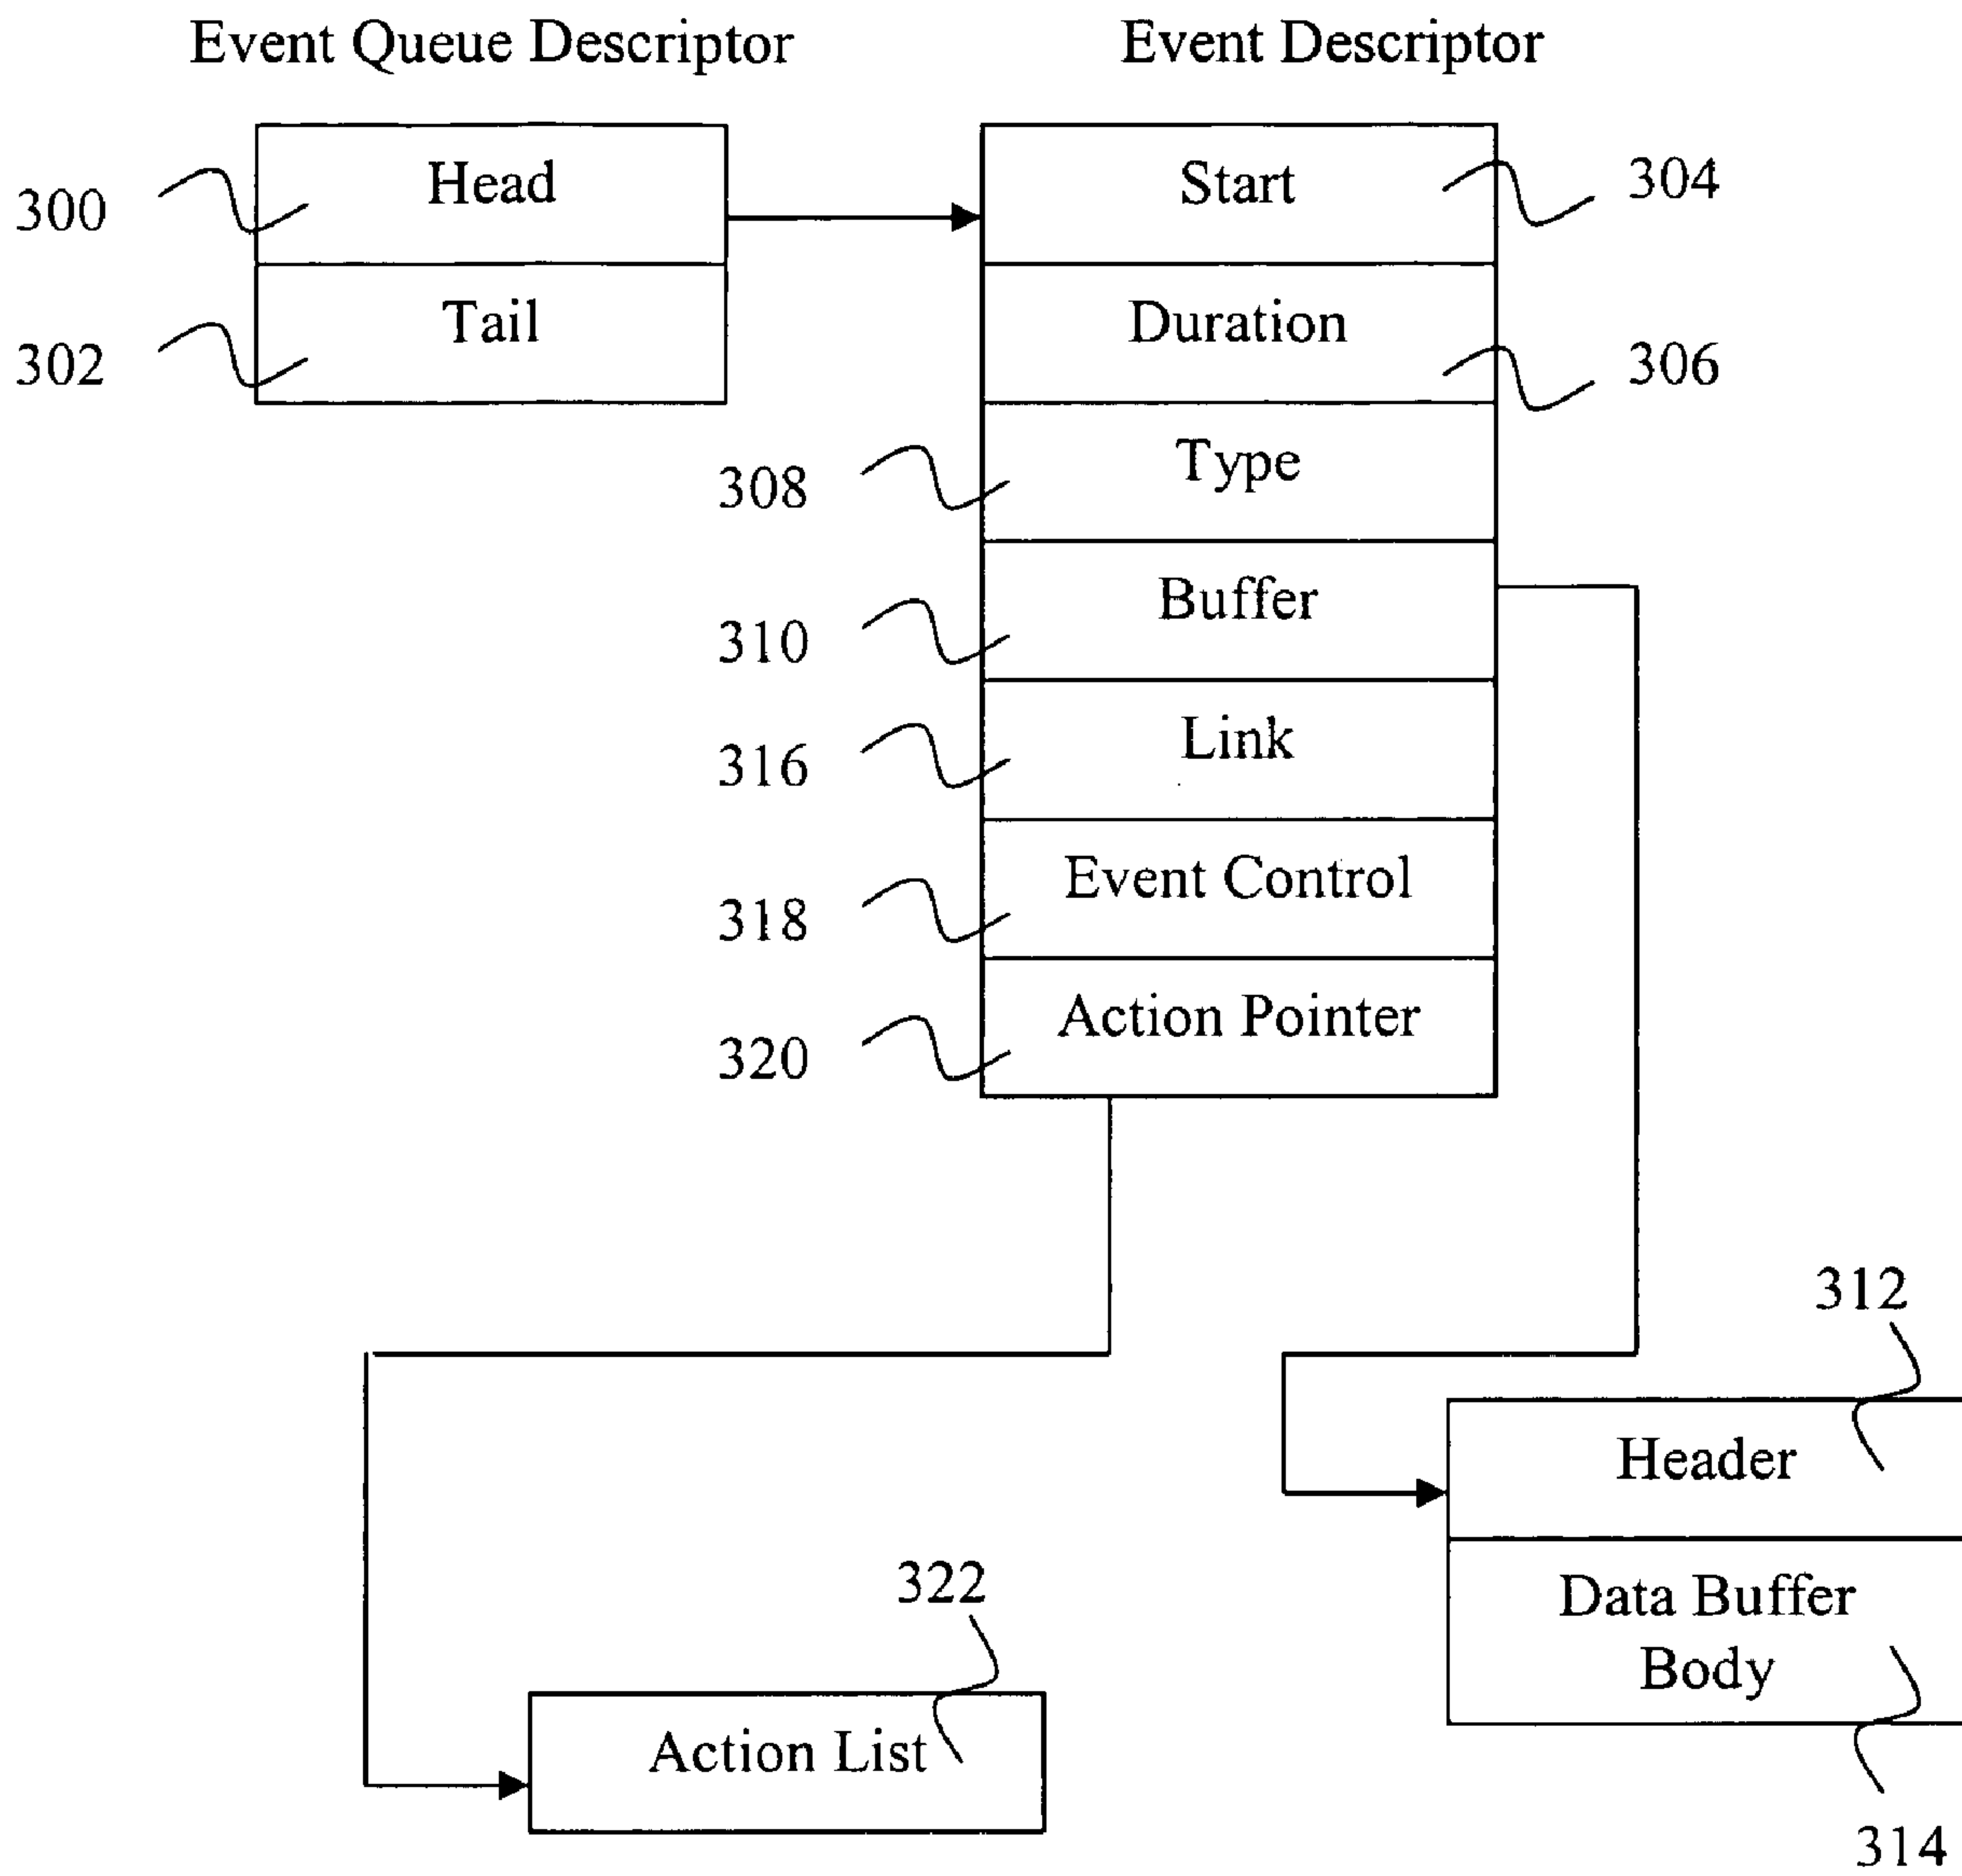 Event Queue Descriptor
Event Descriptor
Head
300
Tail
302
Start
304
Duration
306
Type
308
Buffer
310
Link
316
Event Control
318
Action Pointer
320
312
Header
Data Buffer
Body
314
322
Action List